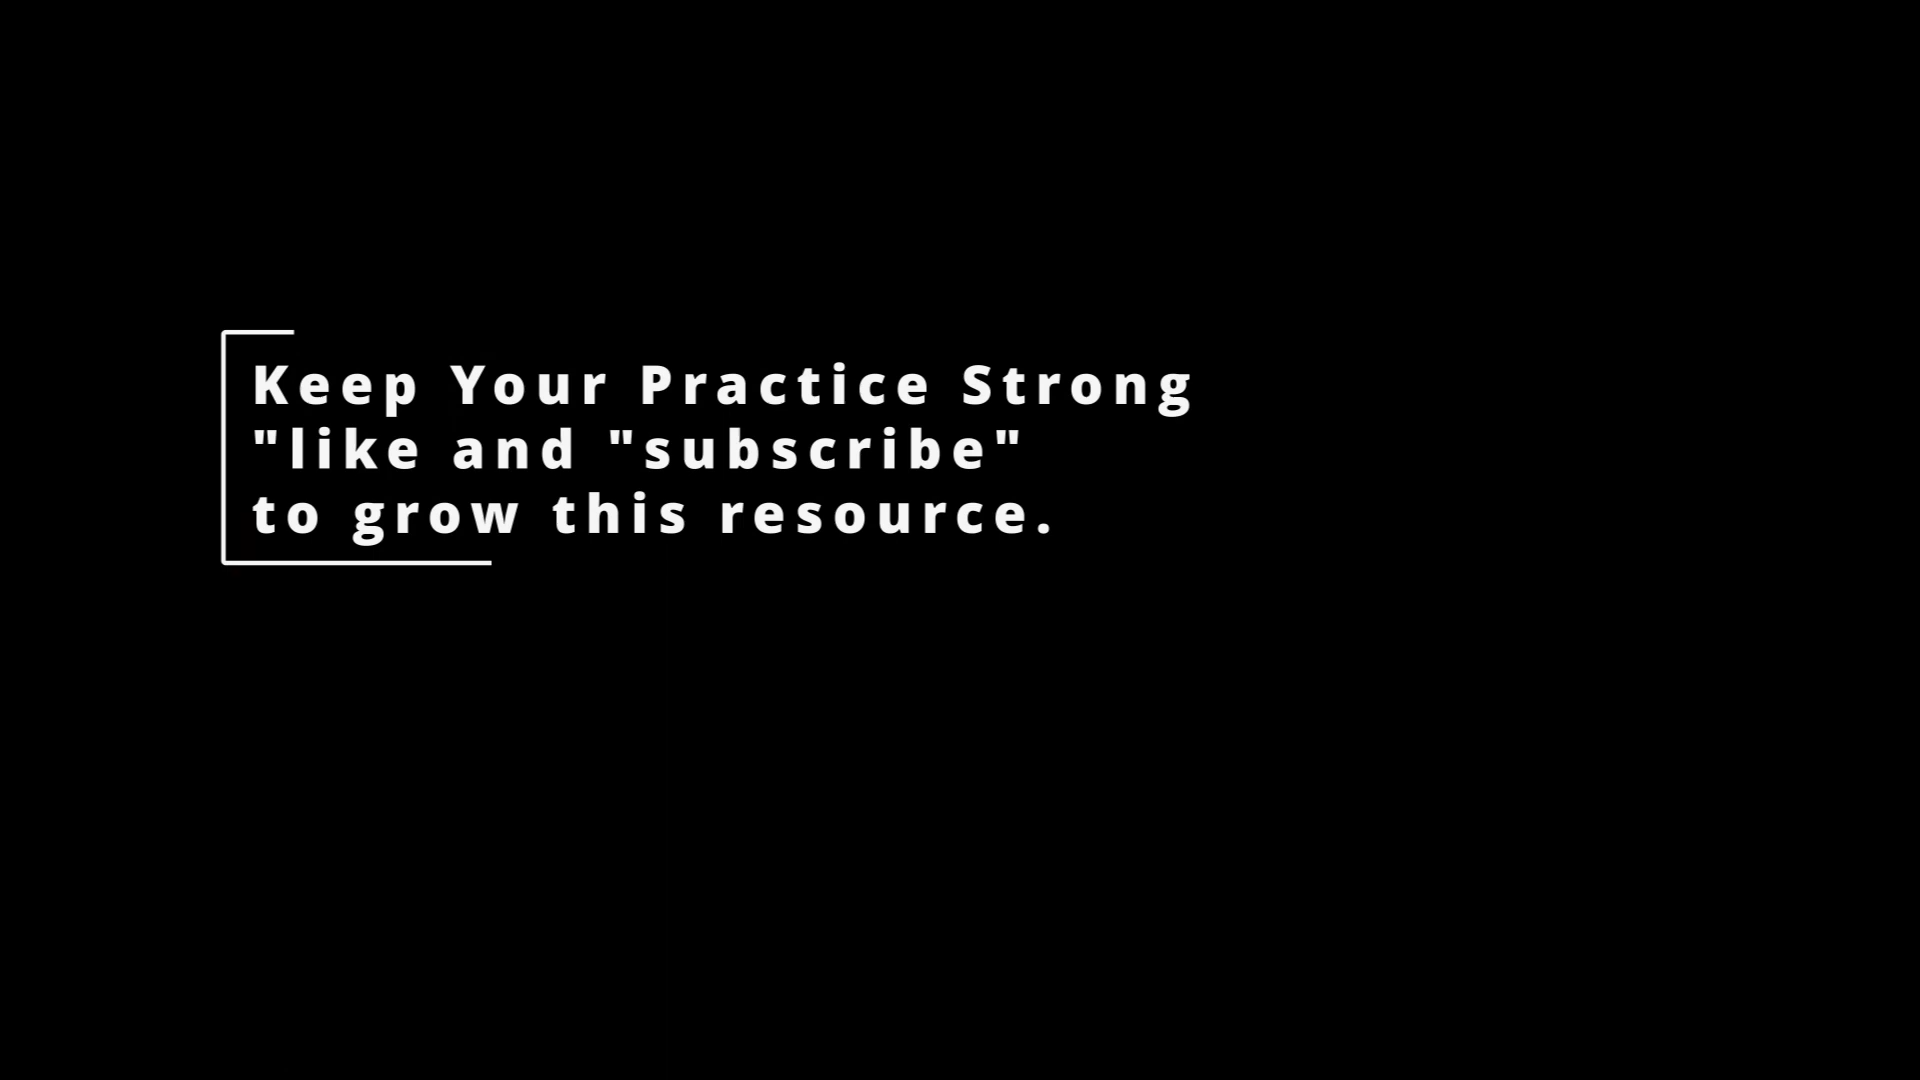 Keep Your Practice Strong
"like and "subscribe"
to grow this resource.